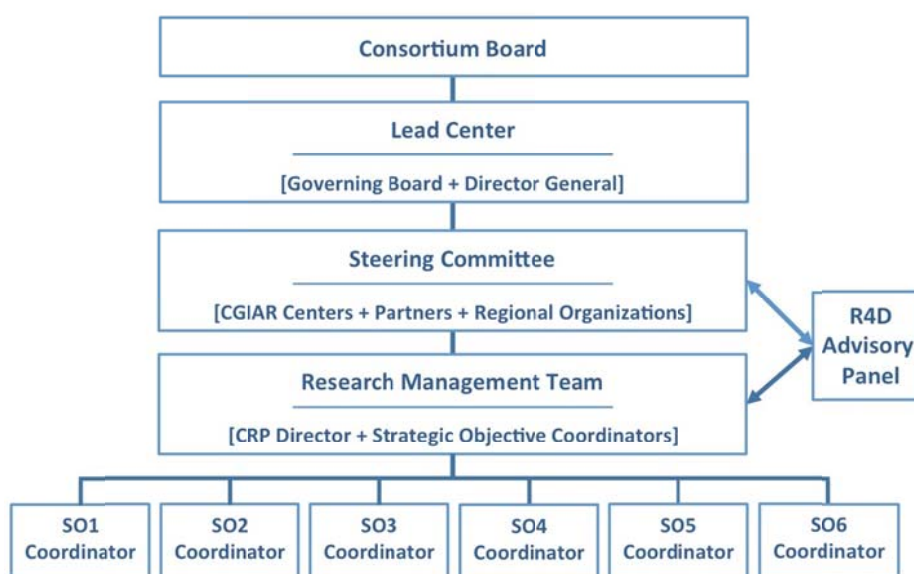 Consortium Board
Lead Center
[Governing Board + Director General]
Steering Committee
[CGIAR Centers + Partners + Regional Organizations]
R4D
Advisory
Panel
Research Management Team
[CRP Director + Strategic Objective Coordinators]
SO1
Coordinator
SO2
Coordinator
SO3
Coordinator
SO4
Coordinator
SO5
Coordinator
SO6
Coordinator